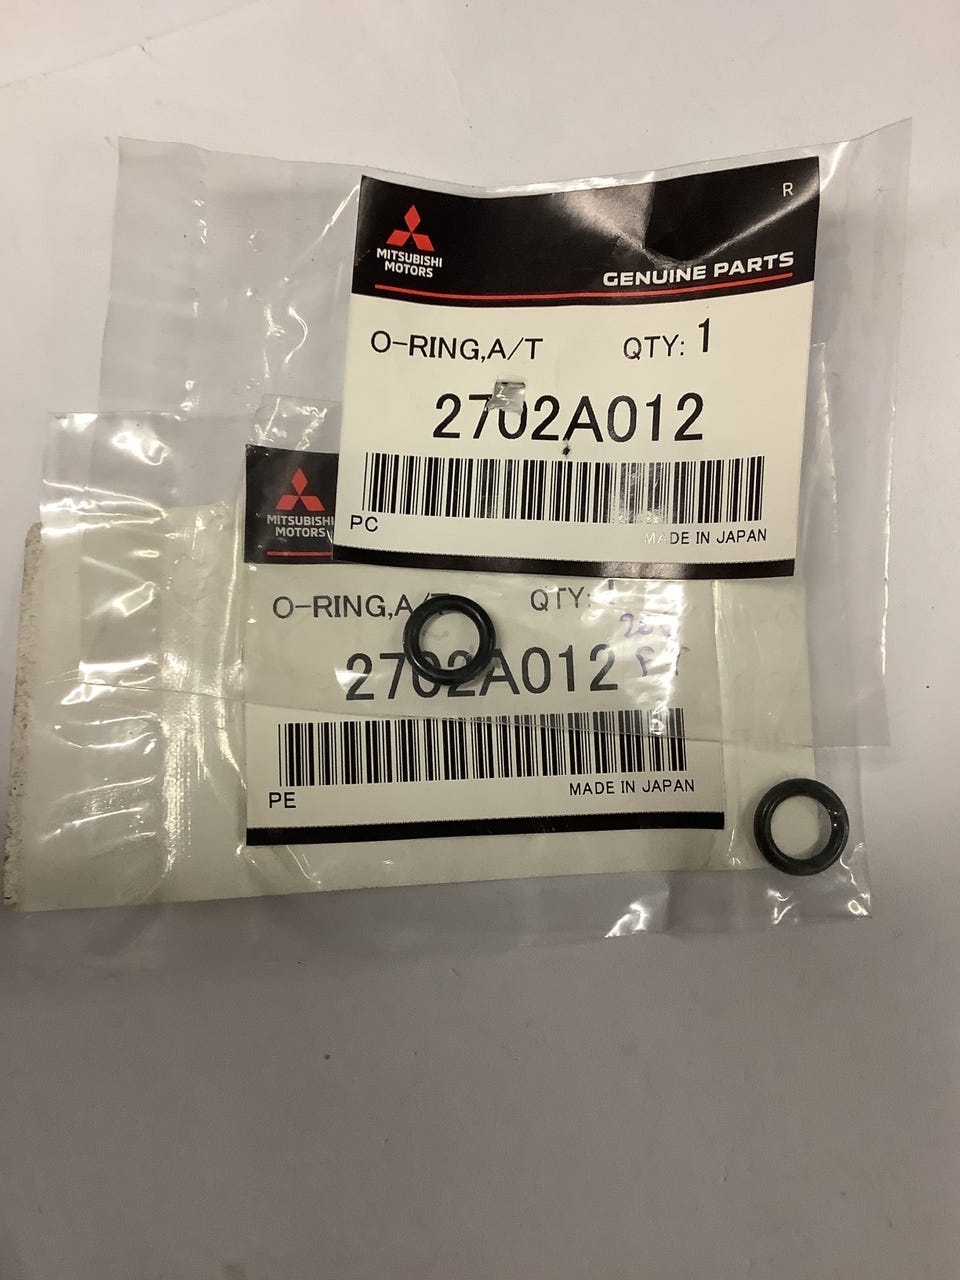 R
MITSUBISHI
MOTORS
GENUINE PARTS
O-RING,A/T QTY: 1
2702A012
PC
MADE IN JAPAN
MITSUBISHI
MOTORS
O-RING,A/T QTY: 1
2702A012
PE
MADE IN JAPAN